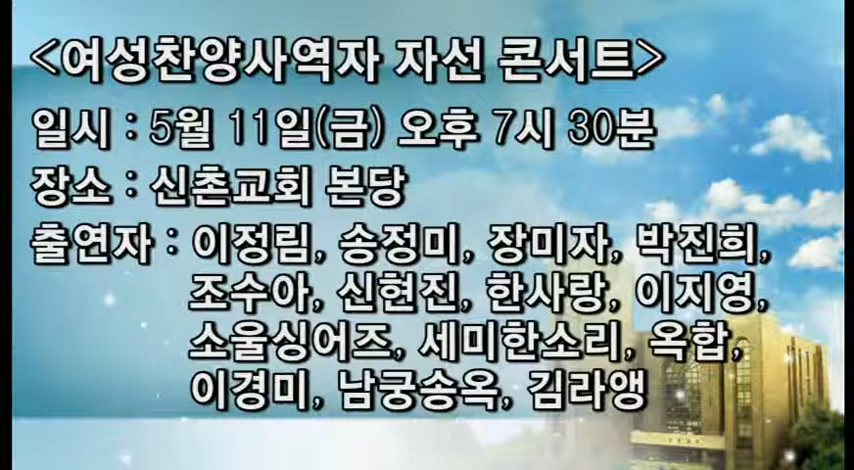 <여성찬양사역자 자선 콘서트>
일시 : 5월 11일(금) 오후 7시 30분
장소 : 신촌교회 본당
출연자 : 이정림, 송정미, 장미자, 박진희,
조수아, 신현진, 한사랑, 이지영,
소울싱어즈, 세미한소리, 옥합,
이경미, 남궁송옥, 김라앵